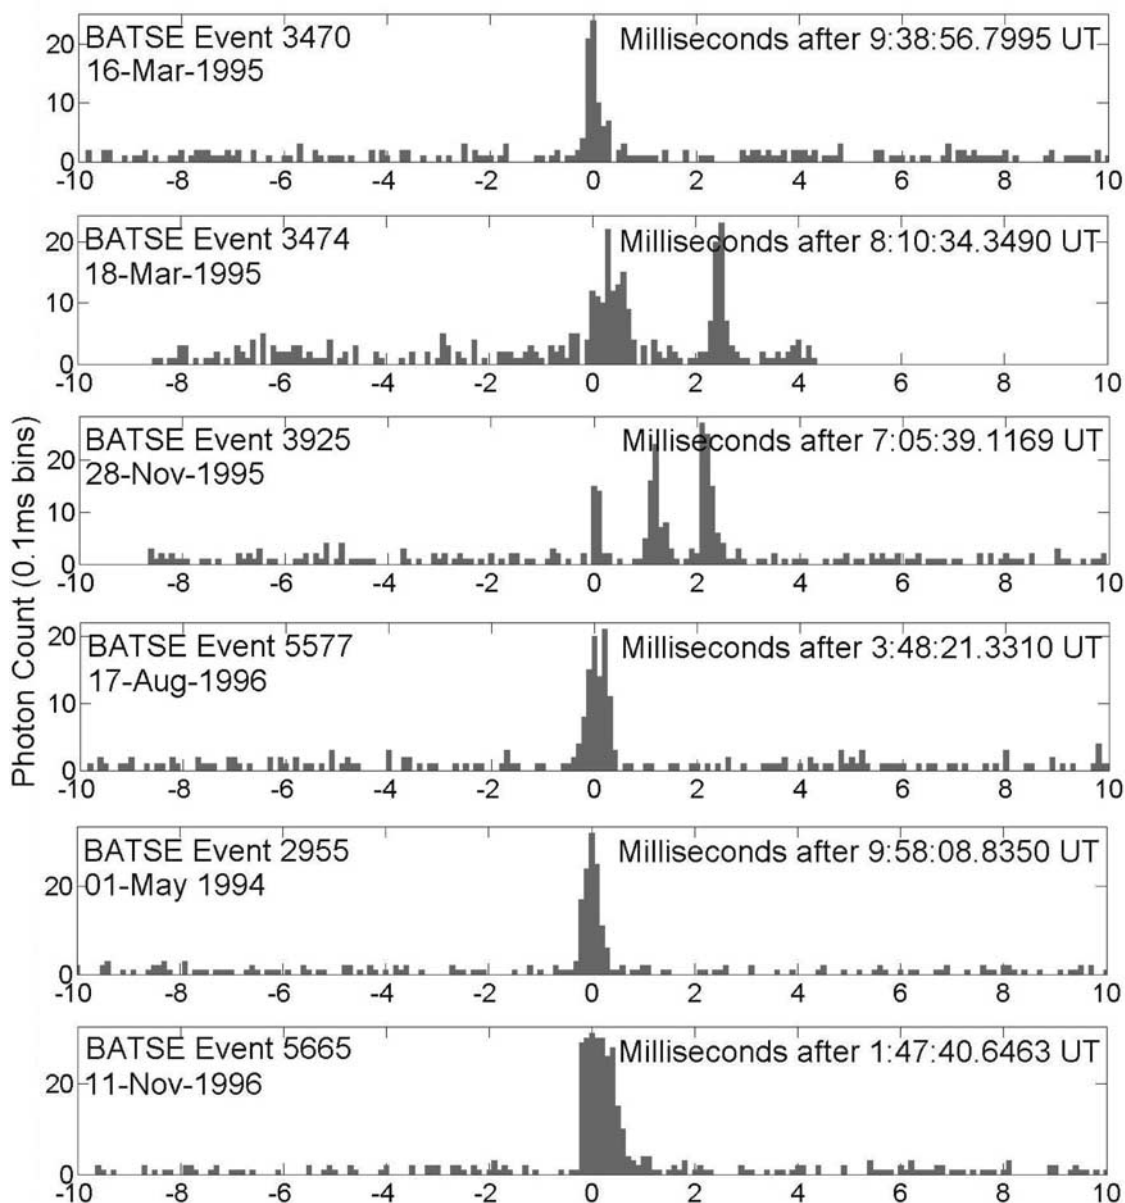 BATSE Event 3470
16-Mar-1995
Milliseconds after 9:38:56.7995 UT
20
10
0
-10 -8 -6 -4 -2 0 2 4 6 8 10
BATSE Event 3474
18-Mar-1995
Milliseconds after 8:10:34.3490 UT
20
10
0
-10 -8 -6 -4 -2 0 2 4 6 8 10
BATSE Event 3925
28-Nov-1995
Milliseconds after 7:05:39.1169 UT
20
10
0
-10 -8 -6 -4 -2 0 2 4 6 8 10
Photon Count (0.1ms bins)
BATSE Event 5577
17-Aug-1996
Milliseconds after 3:48:21.3310 UT
20
10
0
-10 -8 -6 -4 -2 0 2 4 6 8 10
BATSE Event 2955
01-May 1994
Milliseconds after 9:58:08.8350 UT
20
0
-10 -8 -6 -4 -2 0 2 4 6 8 10
BATSE Event 5665
11-Nov-1996
Milliseconds after 1:47:40.6463 UT
20
0
-10 -8 -6 -4 -2 0 2 4 6 8 10